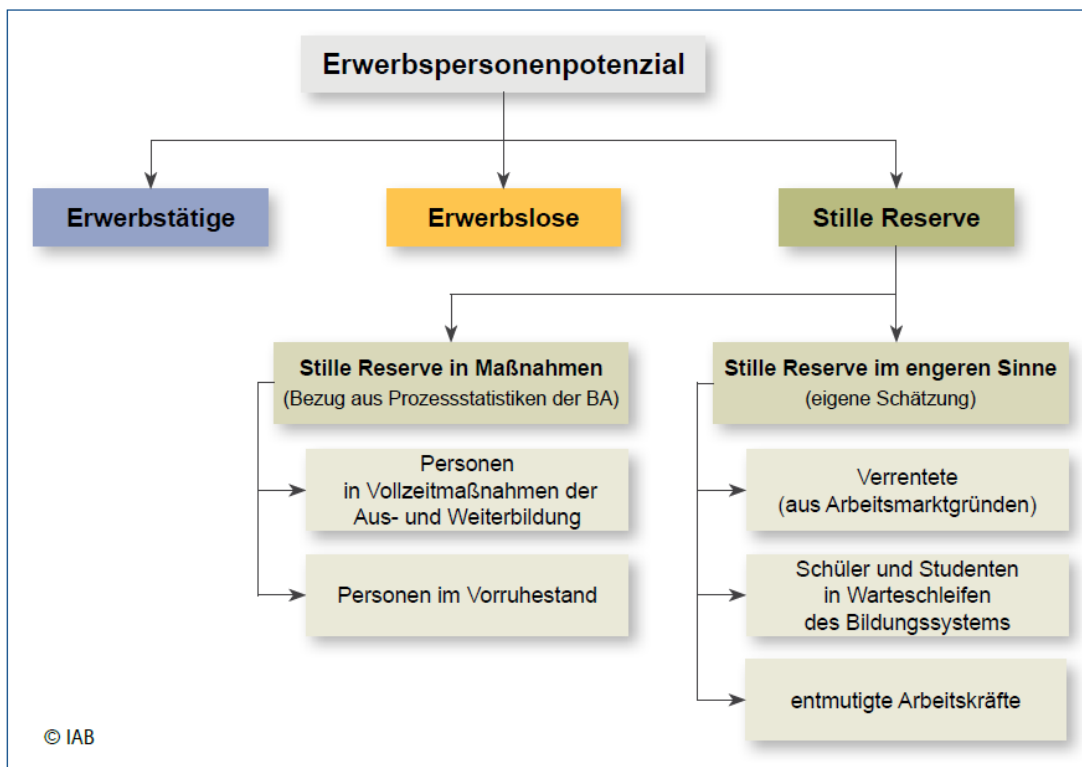 Erwerbspersonenpotenzial
Erwerbstätige
Erwerbslose
Stille Reserve
Stille Reserve in Maßnahmen
(Bezug aus Prozessstatistiken der BA)
Personen
in Vollzeitmaßnahmen der
Aus- und Weiterbildung
Personen im Vorruhestand
Stille Reserve im engeren Sinne
(eigene Schätzung)
Verrentete
(aus Arbeitsmarktgründen)
Schüler und Studenten
in Warteschleifen
des Bildungssystems
entmutigte Arbeitskräfte
© IAB